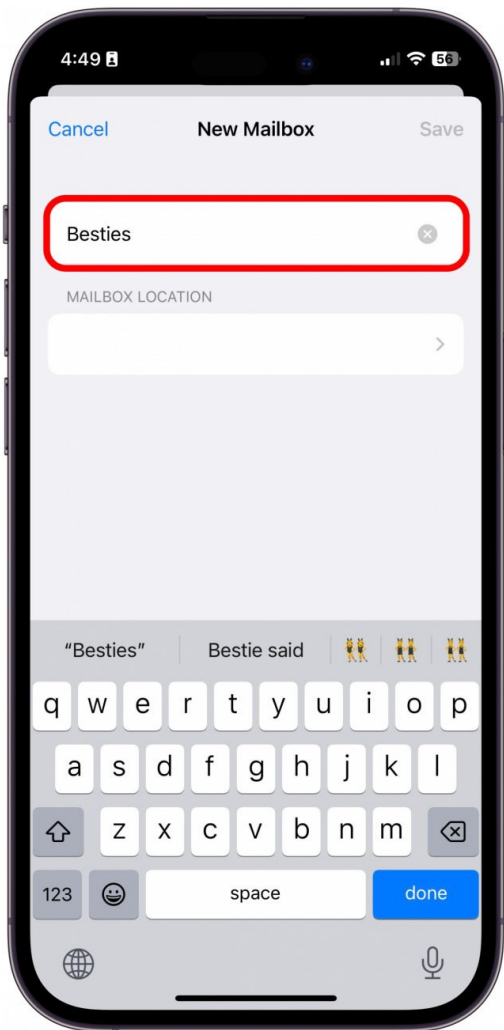 4:49 56
Cancel New Mailbox Save
Besties
MAILBOX LOCATION
“Besties” Bestie said
q w e r t y u i o p
a s d f g h j k l
z x c v b n m
123 space done